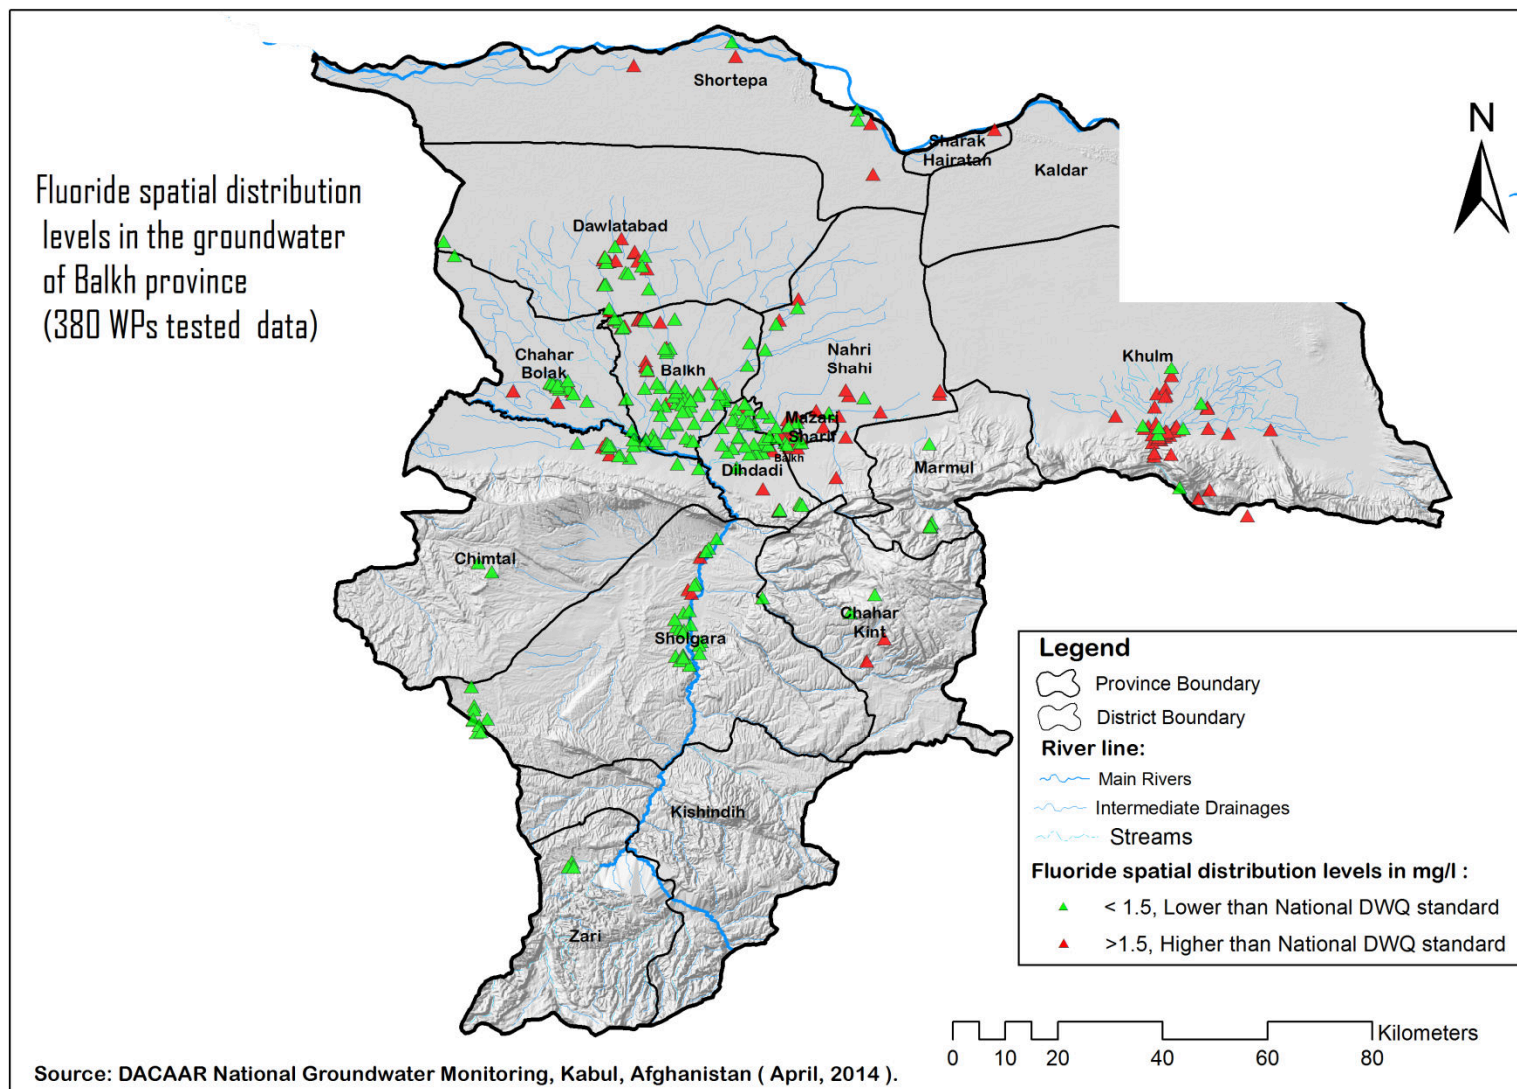 Fluoride spatial distribution
levels in the groundwater
of Balkh province
(380 WPs tested data)
N
Shortepa
Sharak
Hairatan
Kaldar
Dawlatabad
Chahar
Bolak
Balkh
Nahri
Shahi
Khulm
Mazari
Sharif
Balkh
Dihdadi
Marmul
Chimtal
Chahar
Kint
Sholgara
Kishindih
Zari
Legend
Province Boundary
District Boundary
River line:
Main Rivers
Intermediate Drainages
Streams
Fluoride spatial distribution levels in mg/l :
< 1.5, Lower than National DWQ standard
>1.5, Higher than National DWQ standard
Kilometers
0 10 20 40 60 80
Source: DACAAR National Groundwater Monitoring, Kabul, Afghanistan ( April, 2014 ).